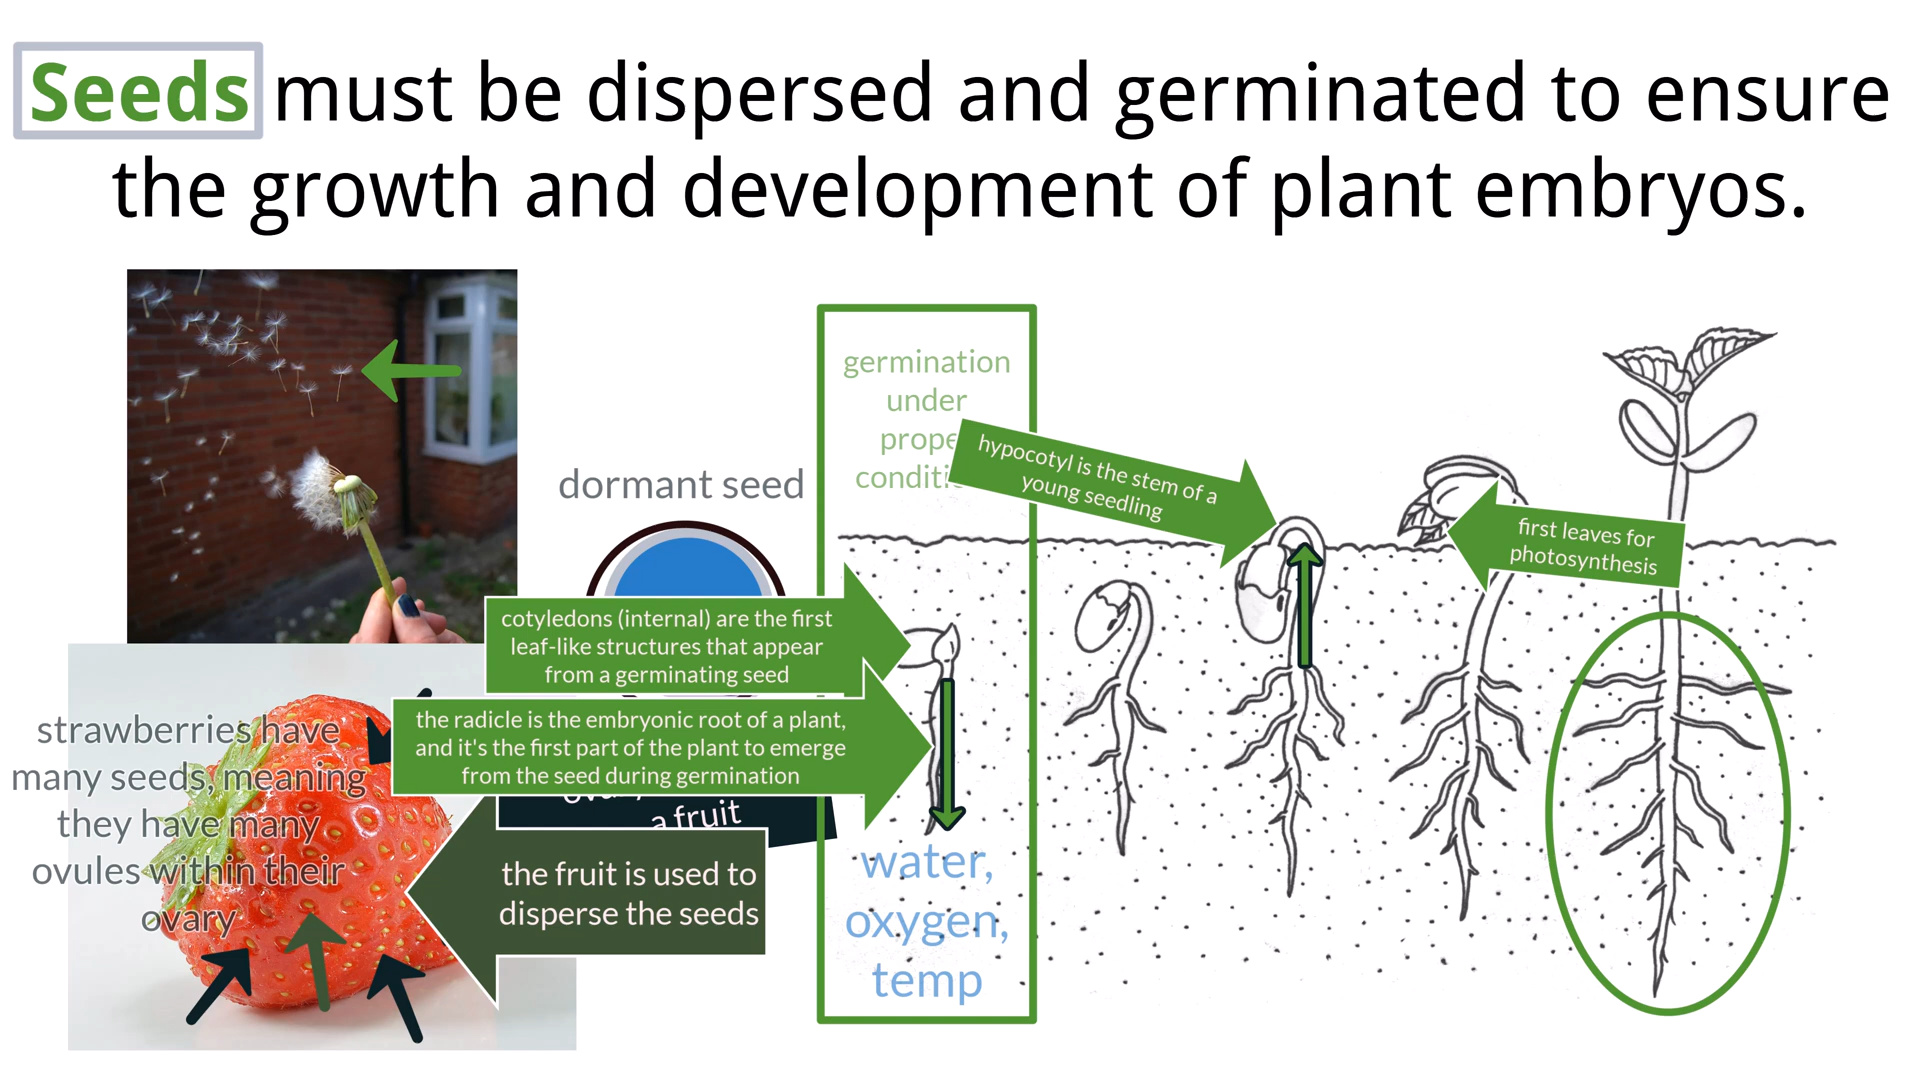 Seeds must be dispersed and germinated to ensure
the growth and development of plant embryos.
dormant seed
germination
under
prope
conditi
hypocotyl is the stem of a
young seedling
first leaves for
photosynthesis
cotyledons (internal) are the first
leaf-like structures that appear
from a germinating seed
the radicle is the embryonic root of a plant,
and it's the first part of the plant to emerge
from the seed during germination
a fruit
the fruit is used to
disperse the seeds
strawberries have
many seeds, meaning
they have many
ovules within their
ovary
water,
oxygen,
temp